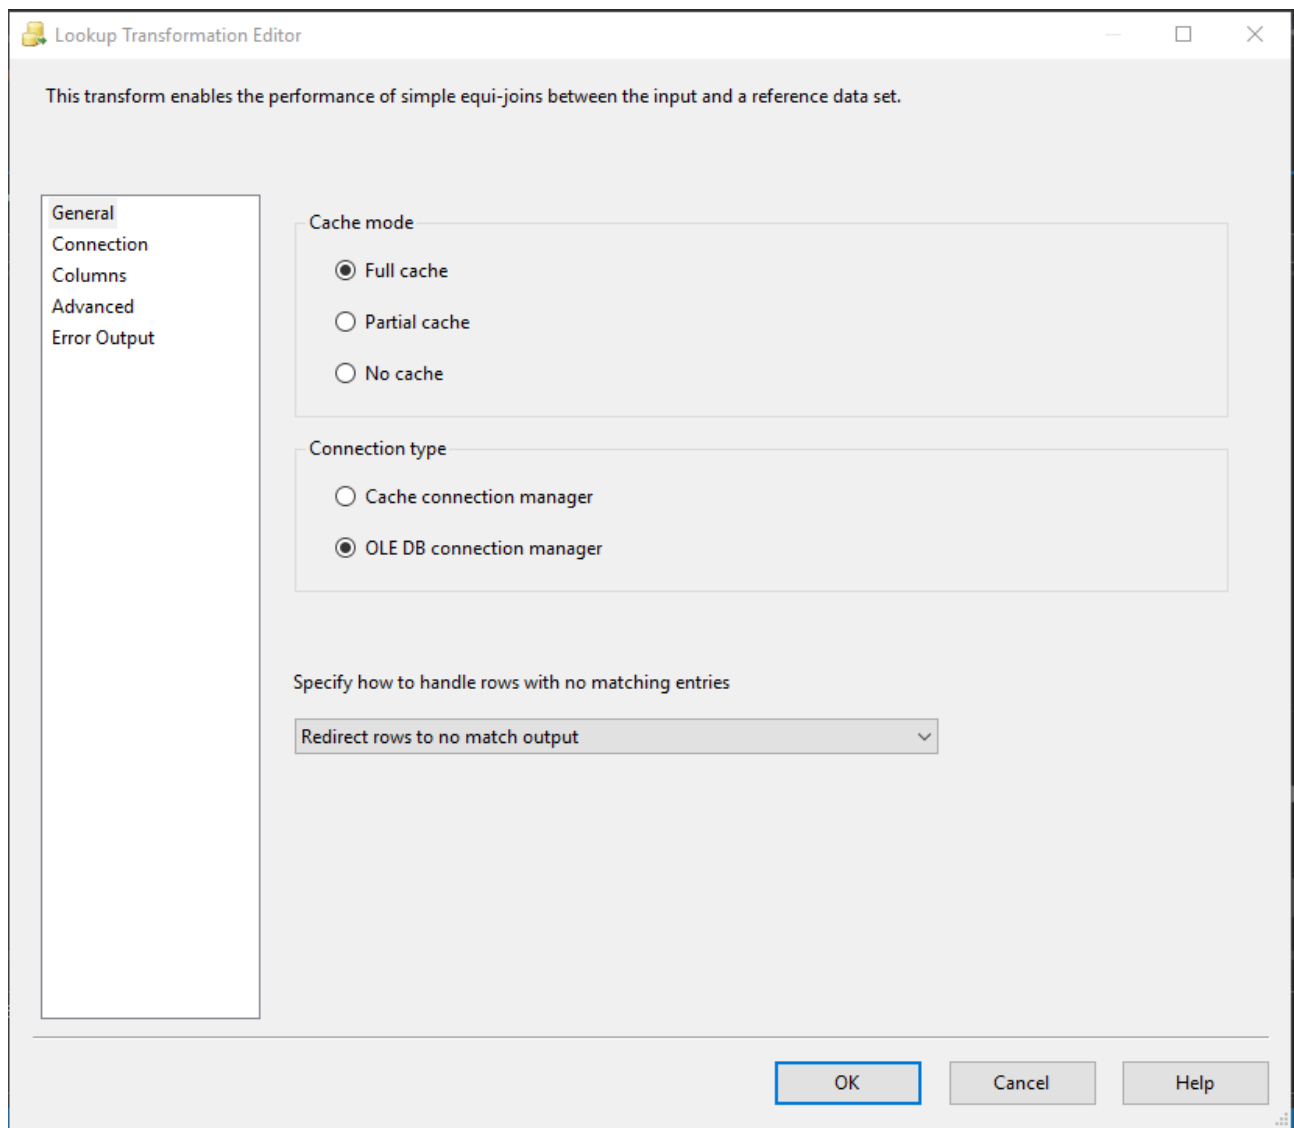 Lookup Transformation Editor
This transform enables the performance of simple equi-joins between the input and a reference data set.
General
Connection
Columns
Advanced
Error Output
Cache mode
Full cache
Partial cache
No cache
Connection type
Cache connection manager
OLE DB connection manager
Specify how to handle rows with no matching entries
Redirect rows to no match output
OK
Cancel
Help